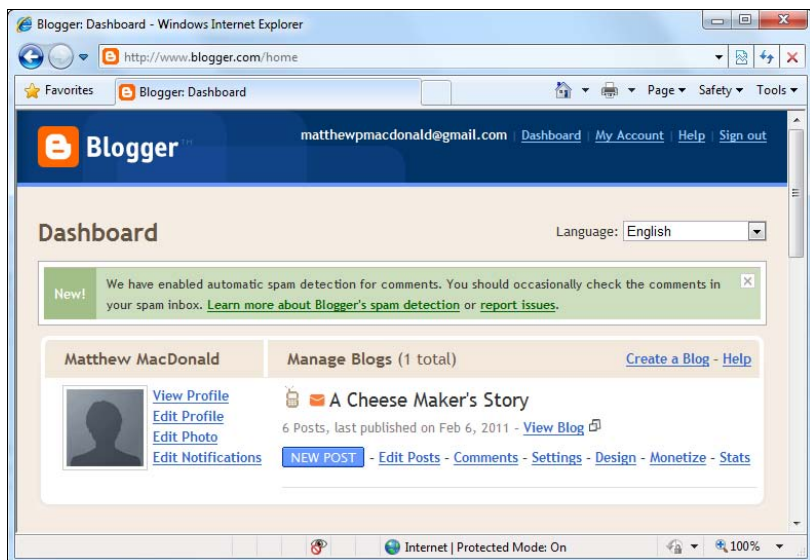 Blogger: Dashboard - Windows Internet Explorer
http://www.blogger.com/home
Favorites
Blogger: Dashboard
Page
Safety
Tools
Blogger™
matthewpmacdonald@gmail.com | Dashboard | My Account | Help | Sign out
Dashboard
Language: English
New!
We have enabled automatic spam detection for comments. You should occasionally check the comments in
your spam inbox. Learn more about Blogger's spam detection or report issues.
Matthew MacDonald
View Profile
Edit Profile
Edit Photo
Edit Notifications
Manage Blogs (1 total)
Create a Blog - Help
A Cheese Maker's Story
6 Posts, last published on Feb 6, 2011 - View Blog
NEW POST - Edit Posts - Comments - Settings - Design - Monetize - Stats
Internet | Protected Mode: On
100%